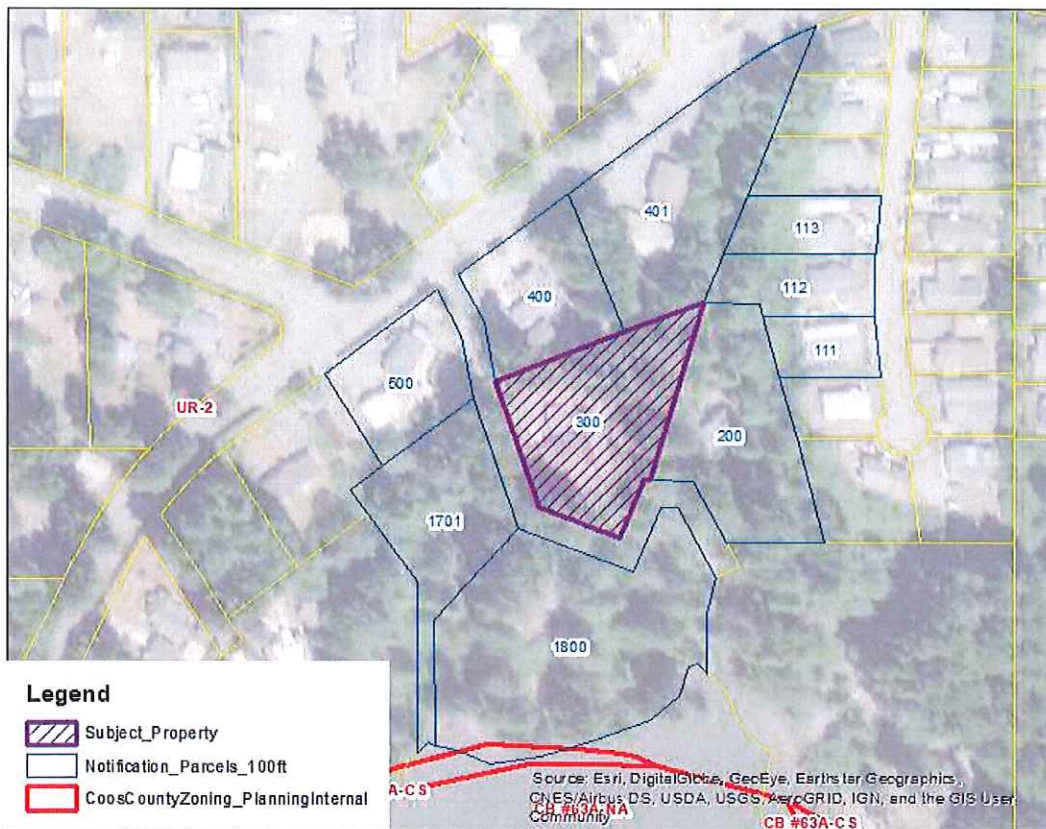 401
113
400
112
111
500
UR-2
300
200
1701
1800
Legend
Subject_Property
Notification_Parcels_100ft
CoosCountyZoning_PlanningInternal
A-CS
Source: Esri, DigitalGlobe, GeoEye, Earthstar Geographics,
CNES/Airbus DS, USDA, USGS, AeroGRID, IGN, and the GIS User
Community
CB #63A-NA
CB #63A-CS